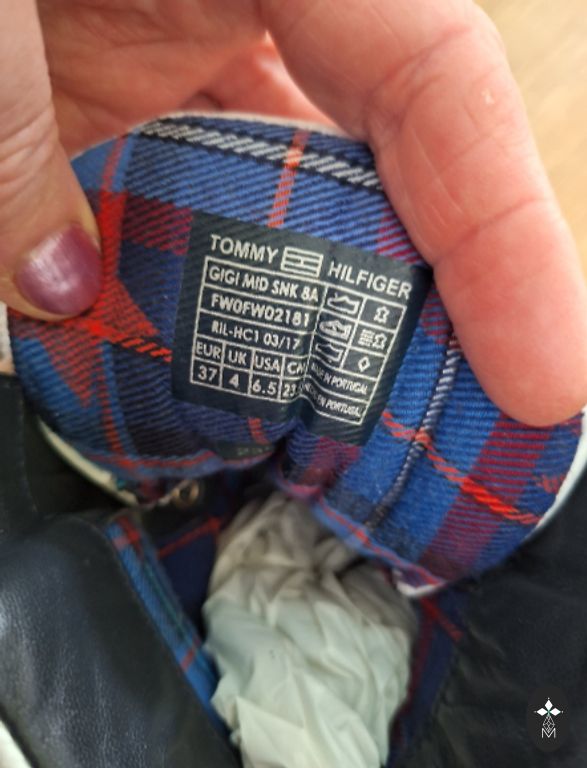 TOMMY HILFIGER
GIGI MID SNK 8A
FW0FW02181
RIL-HC1 03/17
EUR UK USA
37 4 6.5
MADE IN PORTUGAL
PORTUGAL
M